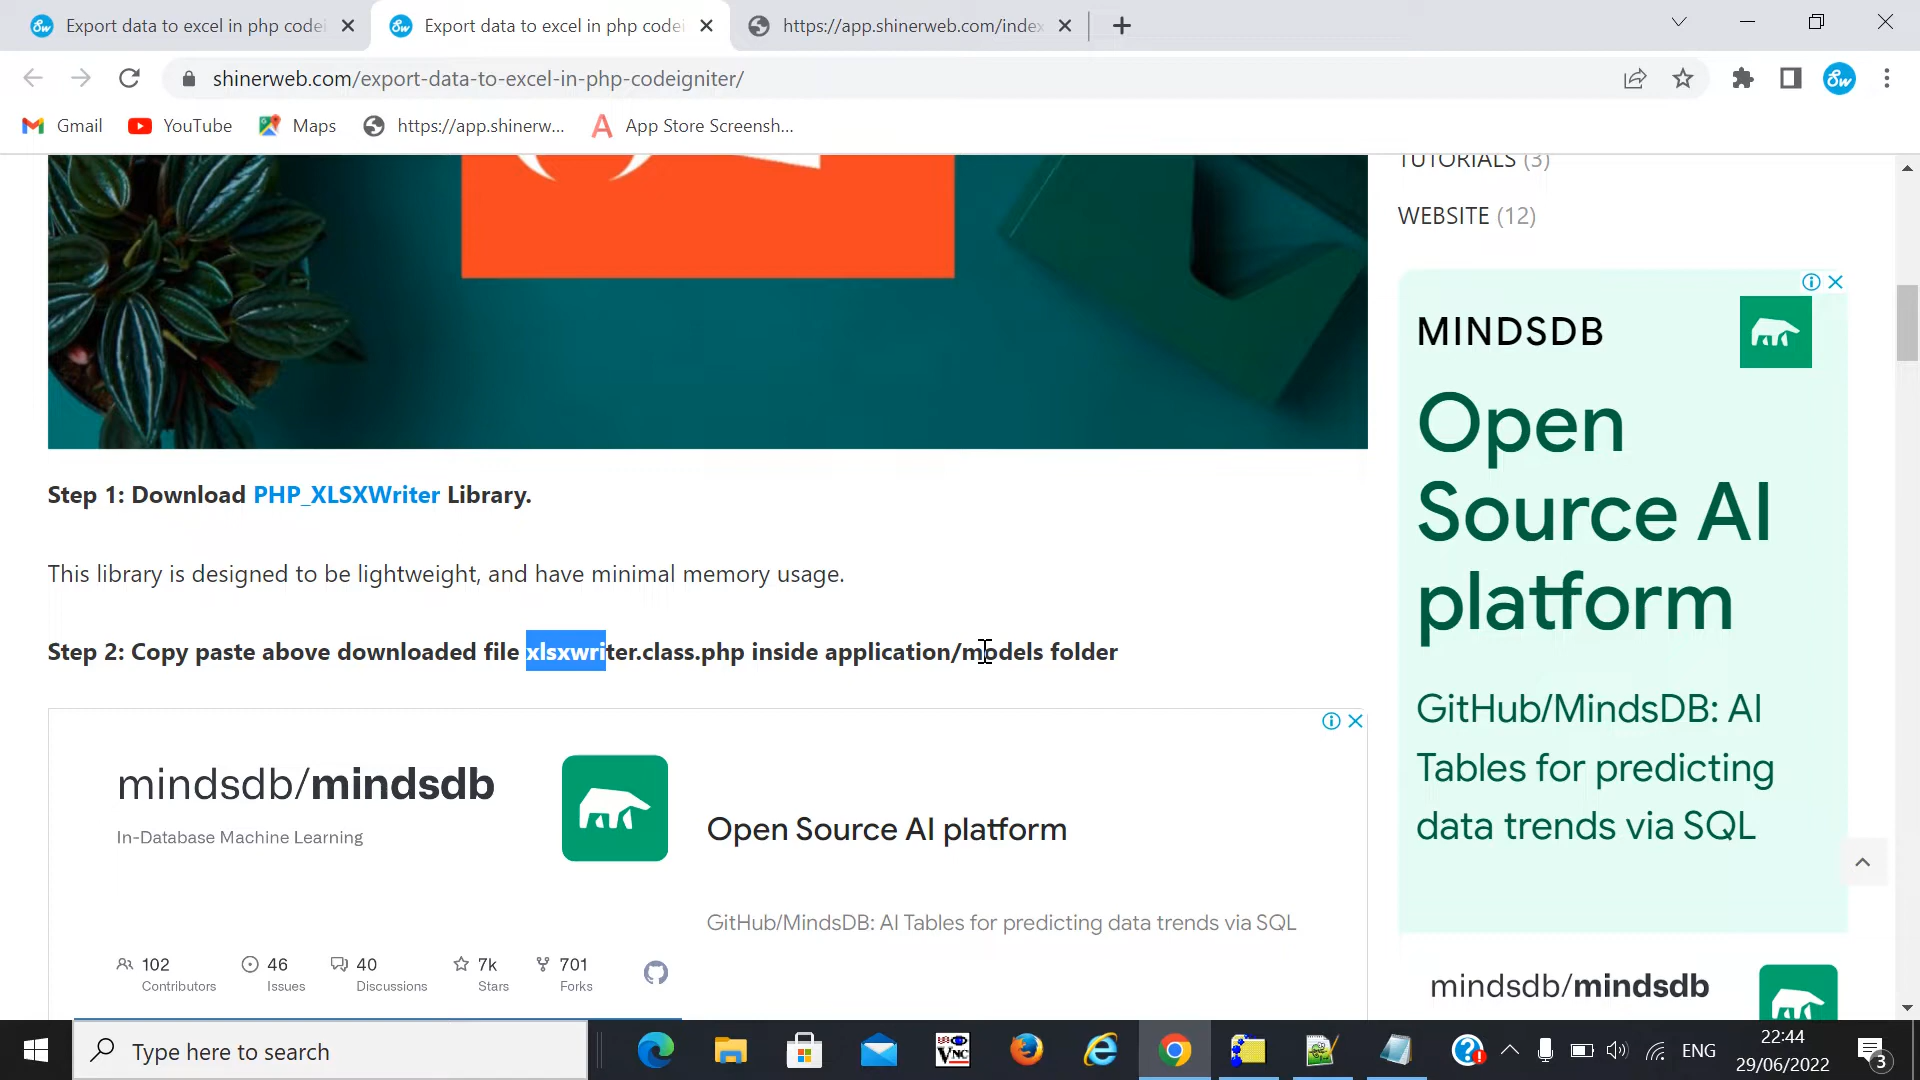 Export data to excel in php codei
Export data to excel in php codei
https://app.shinerweb.com/index
shinerweb.com/export-data-to-excel-in-php-codeigniter/
Sw
Gmail
YouTube
Maps
https://app.shinerw...
App Store Screensh...
TUTORIALS (3)
WEBSITE (12)
MINDSDB
Open
Source AI
platform
GitHub/MindsDB: AI
Tables for predicting
data trends via SQL
mindsdb/mindsdb
Step 1: Download PHP_XLSXWriter Library.
This library is designed to be lightweight, and have minimal memory usage.
Step 2: Copy paste above downloaded file xlsxwriter.class.php inside application/models folder
mindsdb/mindsdb
In-Database Machine Learning
Open Source AI platform
GitHub/MindsDB: AI Tables for predicting data trends via SQL
102
Contributors
46
Issues
40
Discussions
7k
Stars
701
Forks
Type here to search
ENG
22:44
29/06/2022
3